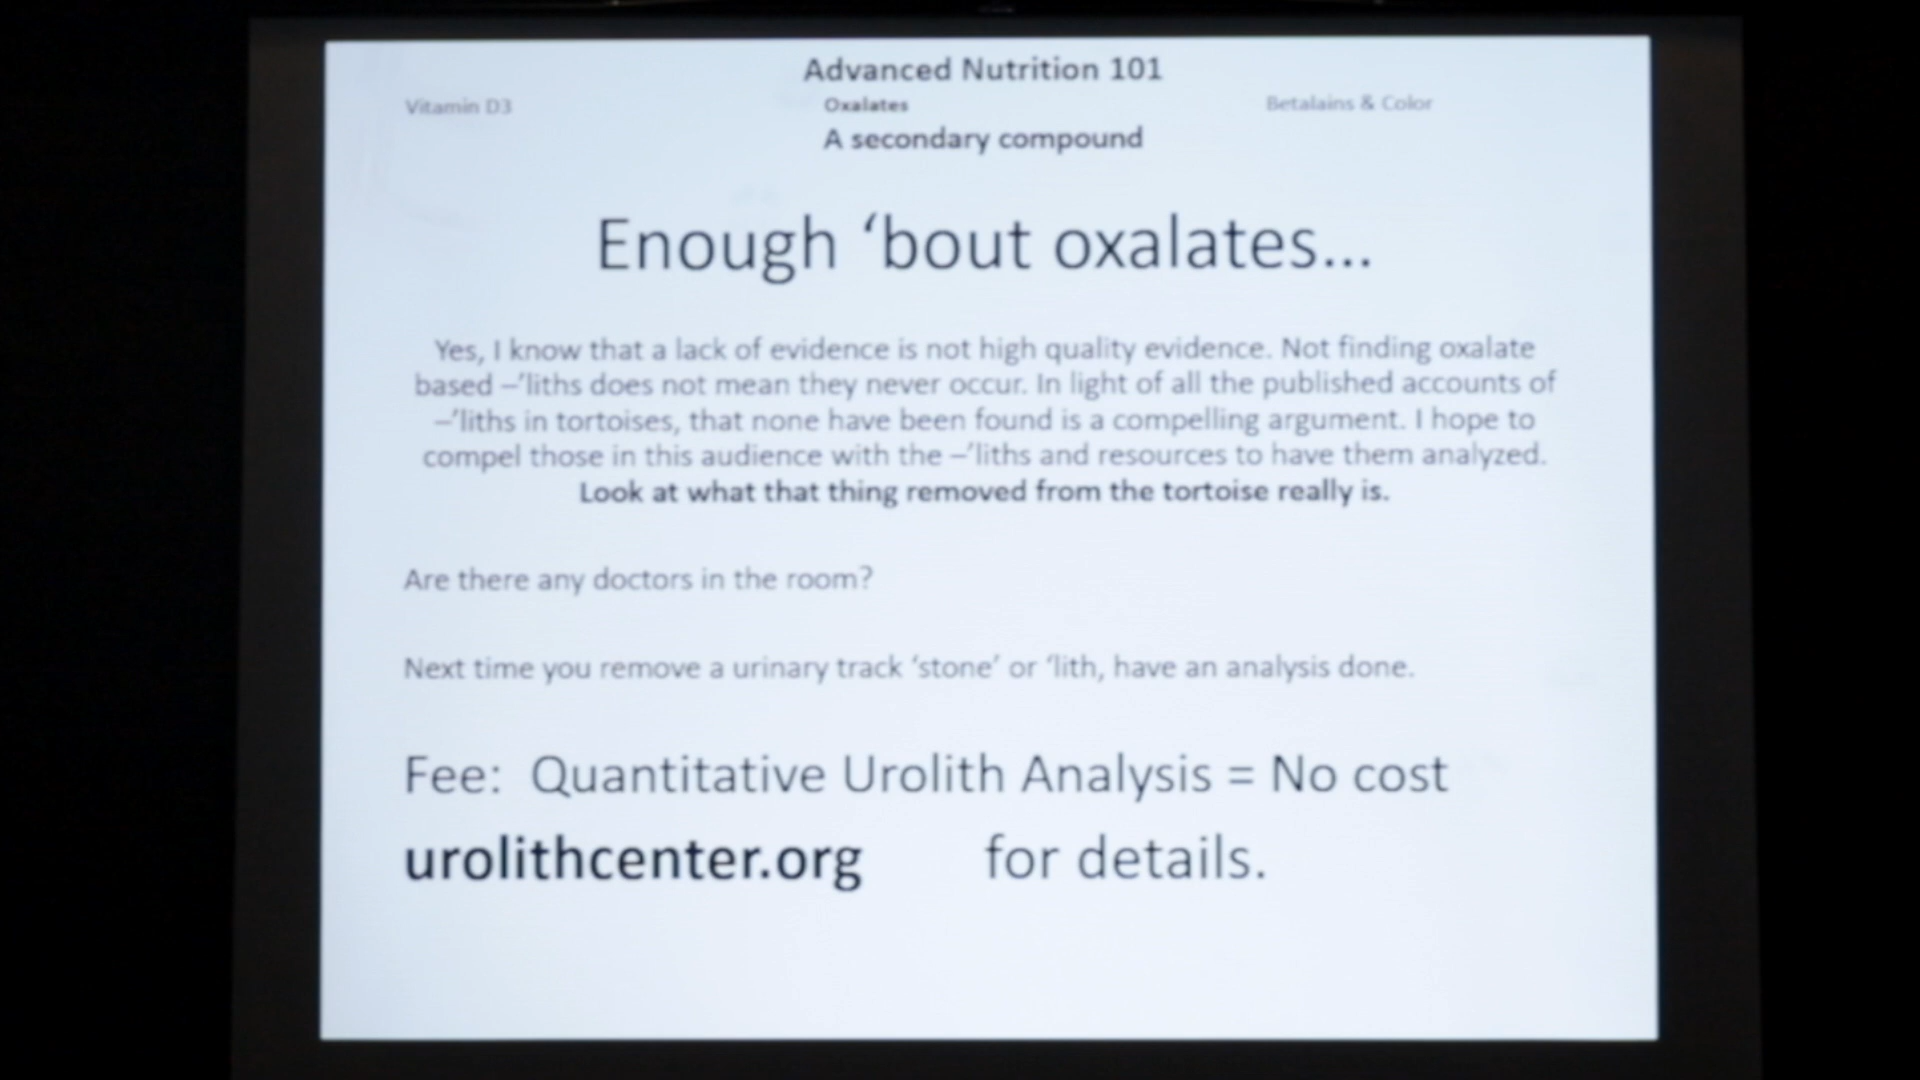 Advanced Nutrition 101
Vitamin D3 Oxalates Betalains & Color
A secondary compound
Enough ‘bout oxalates...
Yes, I know that a lack of evidence is not high quality evidence. Not finding oxalate
based –’liths does not mean they never occur. In light of all the published accounts of
–’liths in tortoises, that none have been found is a compelling argument. I hope to
compel those in this audience with the –’liths and resources to have them analyzed.
Look at what that thing removed from the tortoise really is.
Are there any doctors in the room?
Next time you remove a urinary track ‘stone’ or ‘lith, have an analysis done.
Fee: Quantitative Urolith Analysis = No cost
urolithcenter.org for details.